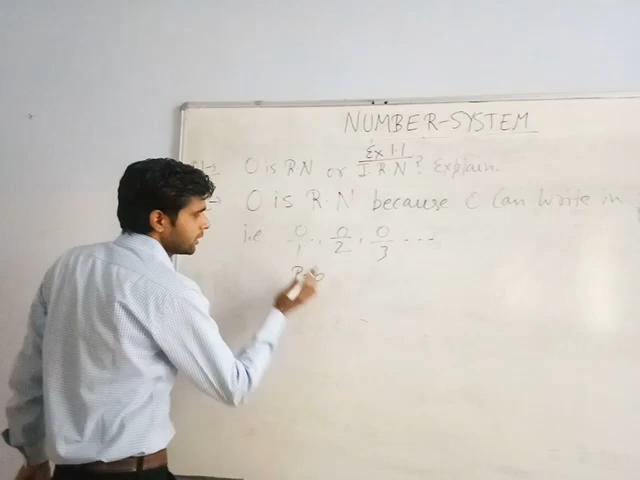 NUMBER-SYSTEM
Ex 1.1
0 is R.N or I.R.N? Explain.
0 is R.N because 0 Can write in
i.e 0/1, 0/2, 0/3 ...